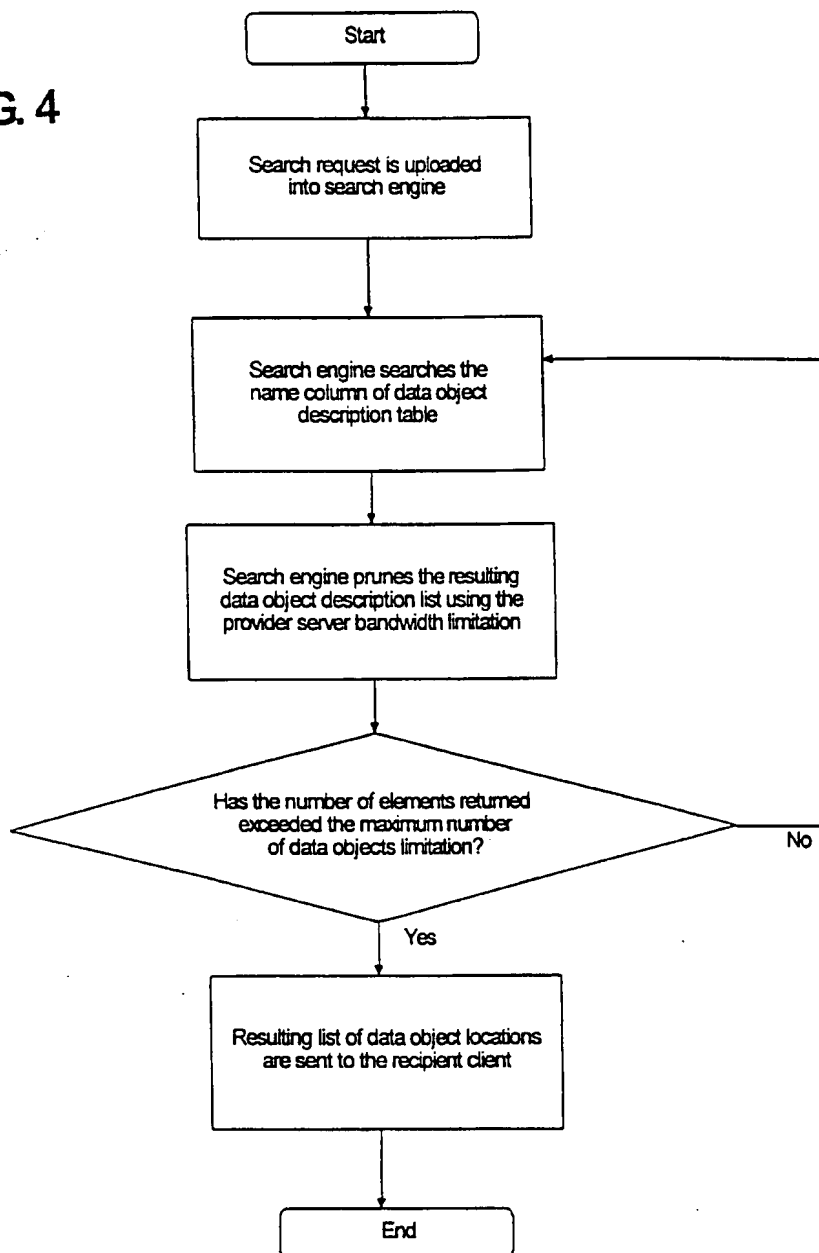 Start
G. 4
Search request is uploaded
into search engine
Search engine searches the
name column of data object
description table
Search engine prunes the resulting
data object description list using the
provider server bandwidth limitation
Has the number of elements returned
exceeded the maximum number
of data objects limitation?
No
Yes
Resulting list of data object locations
are sent to the recipient client
End